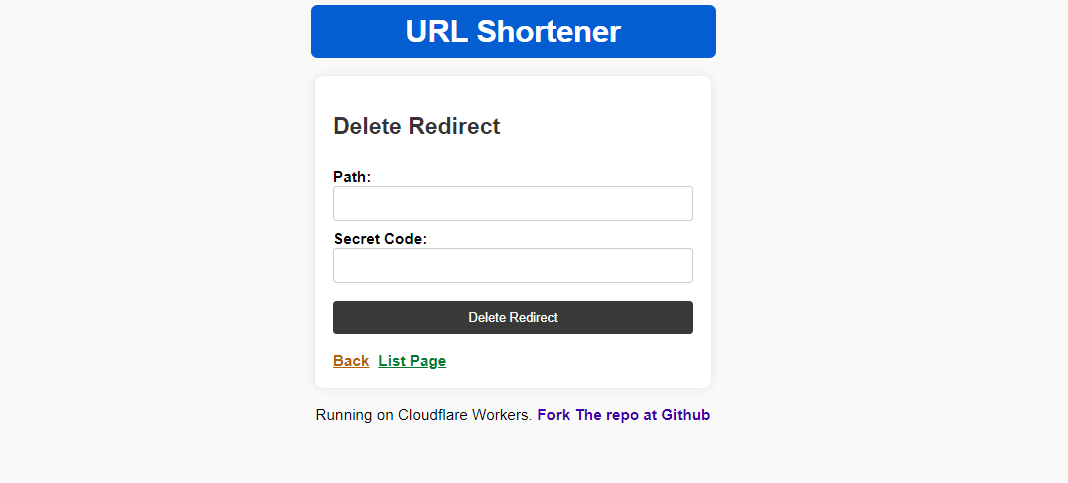 URL Shortener
Delete Redirect
Path:
Secret Code:
Delete Redirect
Back List Page
Running on Cloudflare Workers. Fork The repo at Github